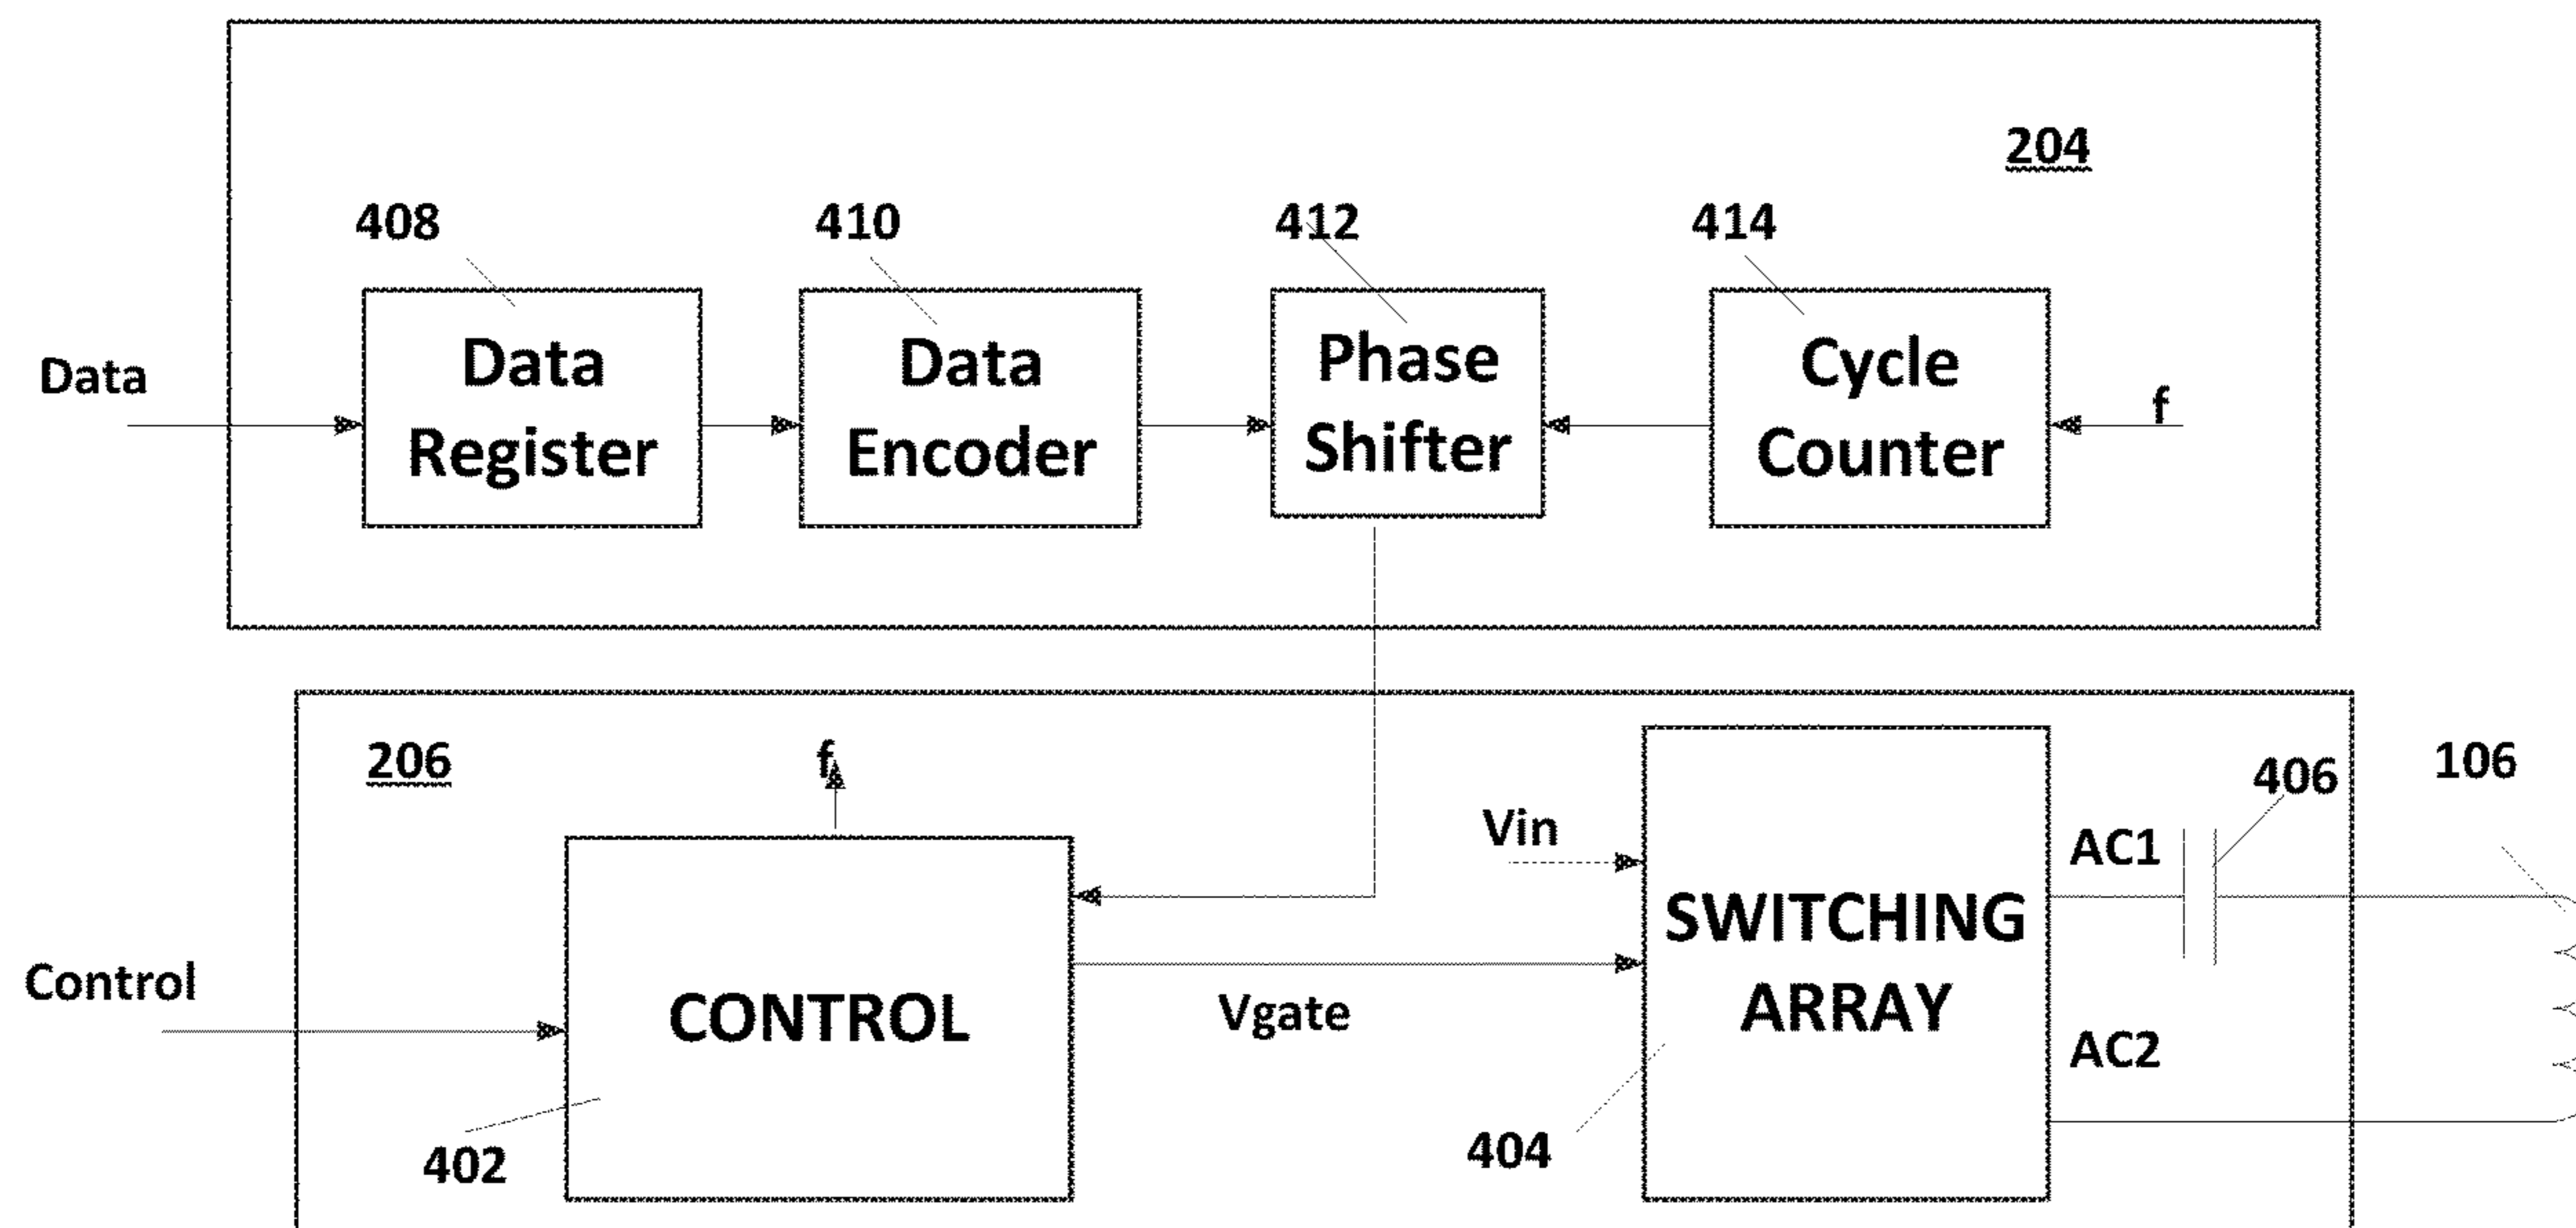 204
408
410
412
414
Data
Data
Register
Data
Encoder
Phase
Shifter
Cycle
Counter
f
206
f
Vin
406
106
AC1
SWITCHING
ARRAY
Control
CONTROL
Vgate
AC2
402
404